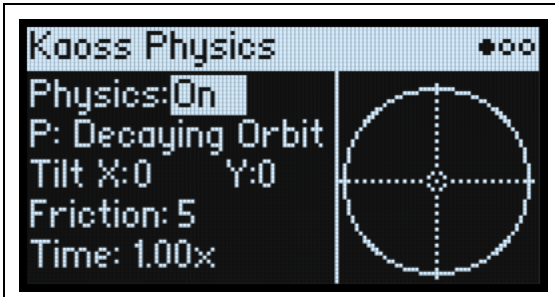 Kaoss Physics
Physics:On
P: Decaying Orbit
Tilt X:0 Y:0
Friction: 5
Time: 1.00x